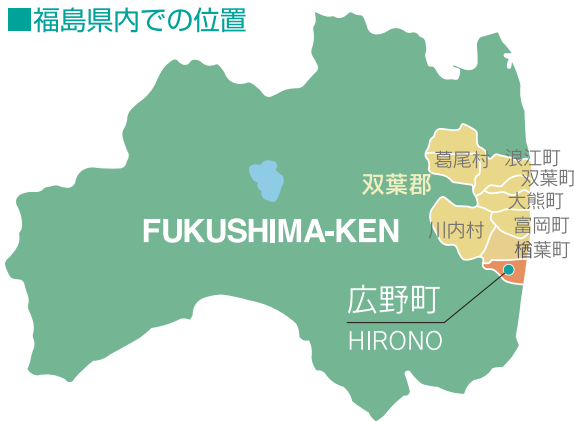 ■福島県内での位置
葛尾村
浪江町
双葉町
双葉郡
大熊町
富岡町
川内村
FUKUSHIMA-KEN
楢葉町
広野町
HIRONO